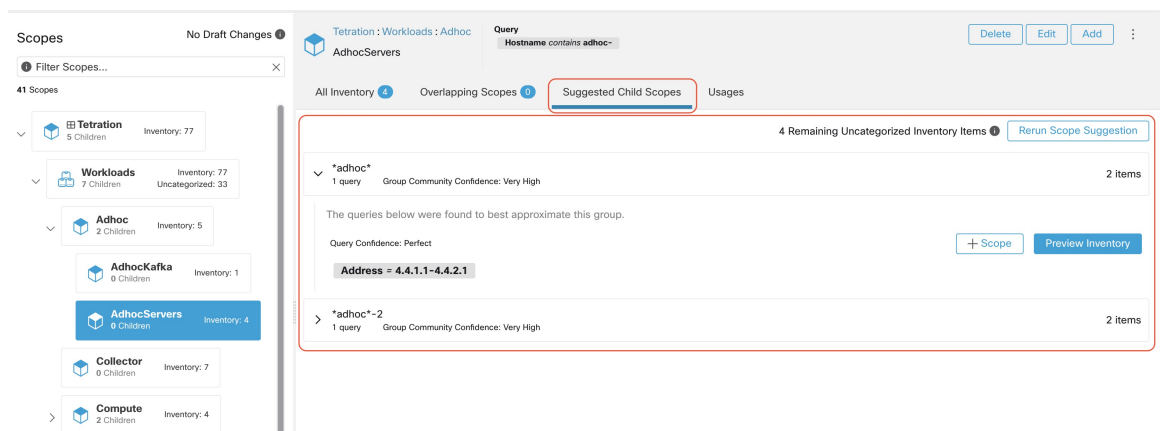 Scopes
No Draft Changes
Filter Scopes...
41 Scopes
Tetration
5 Children
Inventory: 77
Workloads
7 Children
Inventory: 77
Uncategorized: 33
Adhoc
2 Children
Inventory: 5
AdhocKafka
0 Children
Inventory: 1
AdhocServers
0 Children
Inventory: 4
Collector
0 Children
Inventory: 7
Compute
2 Children
Inventory: 4
Tetration : Workloads : Adhoc
AdhocServers
Query
Hostname contains adhoc-
Delete
Edit
Add
All Inventory 4
Overlapping Scopes 0
Suggested Child Scopes
Usages
4 Remaining Uncategorized Inventory Items
Rerun Scope Suggestion
*adhoc*
1 query Group Community Confidence: Very High
2 items
The queries below were found to best approximate this group.
Query Confidence: Perfect
+ Scope
Preview Inventory
Address = 4.4.1.1-4.4.2.1
*adhoc*-2
1 query Group Community Confidence: Very High
2 items